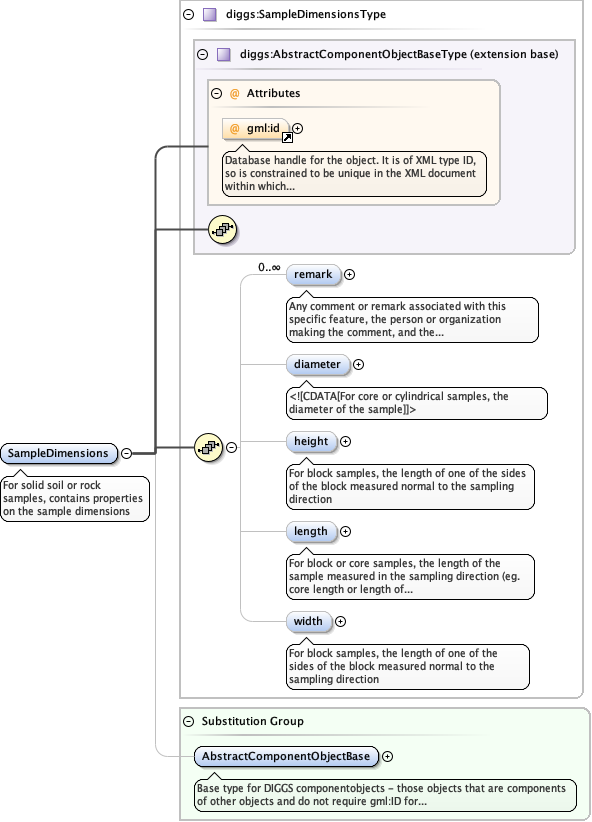 diggs:SampleDimensionsType
diggs:AbstractComponentObjectBaseType (extension base)
@ Attributes
@ gml:id
Database handle for the object. It is of XML type ID,
so is constrained to be unique in the XML document
within which...
0..∞
remark
Any comment or remark associated with this
specific feature, the person or organization
making the comment, and the...
diameter
<![CDATA[For core or cylindrical samples, the
diameter of the sample]]>
SampleDimensions
For solid soil or rock
samples, contains properties
on the sample dimensions
height
For block samples, the length of one of the sides
of the block measured normal to the sampling
direction
length
For block or core samples, the length of the
sample measured in the sampling direction (eg.
core length or length of...
width
For block samples, the length of one of the
sides of the block measured normal to the
sampling direction
Substitution Group
AbstractComponentObjectBase
Base type for DIGGS componentobjects - those objects that are components
of other objects and do not require gml:ID for...